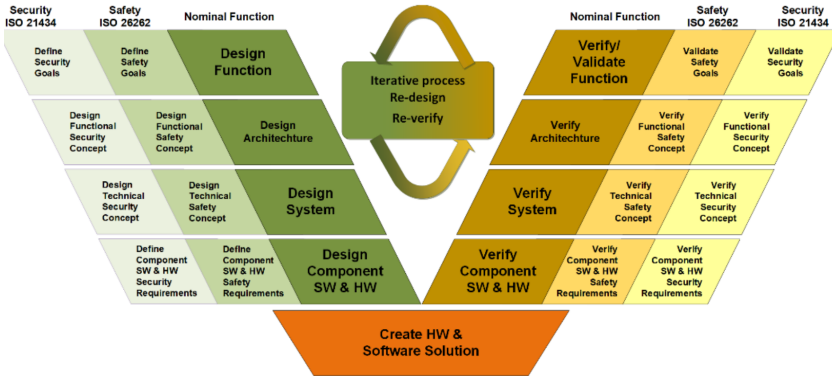 Security
ISO 21434
Safety
ISO 26262
Nominal Function
Nominal Function
Safety
ISO 26262
Security
ISO 21434
Define
Security
Goals
Define
Safety
Goals
Design
Function
Iterative process
Re-design
Re-verify
Verify/
Validate
Function
Validate
Safety
Goals
Validate
Security
Goals
Design
Functional
Security
Concept
Design
Functional
Safety
Concept
Design
Architechture
Verify
Architechture
Verify
Functional
Safety
Concept
Verify
Functional
Security
Concept
Design
Technical
Security
Concept
Design
Technical
Safety
Concept
Design
System
Verify
System
Verify
Technical
Safety
Concept
Verify
Technical
Security
Concept
Define
Component
SW & HW
Security
Requirements
Define
Component
SW & HW
Safety
Requirements
Design
Component
SW & HW
Verify
Component
SW & HW
Verify
Component
SW & HW
Safety
Requirements
Verify
Component
SW & HW
Security
Requirements
Create HW &
Software Solution